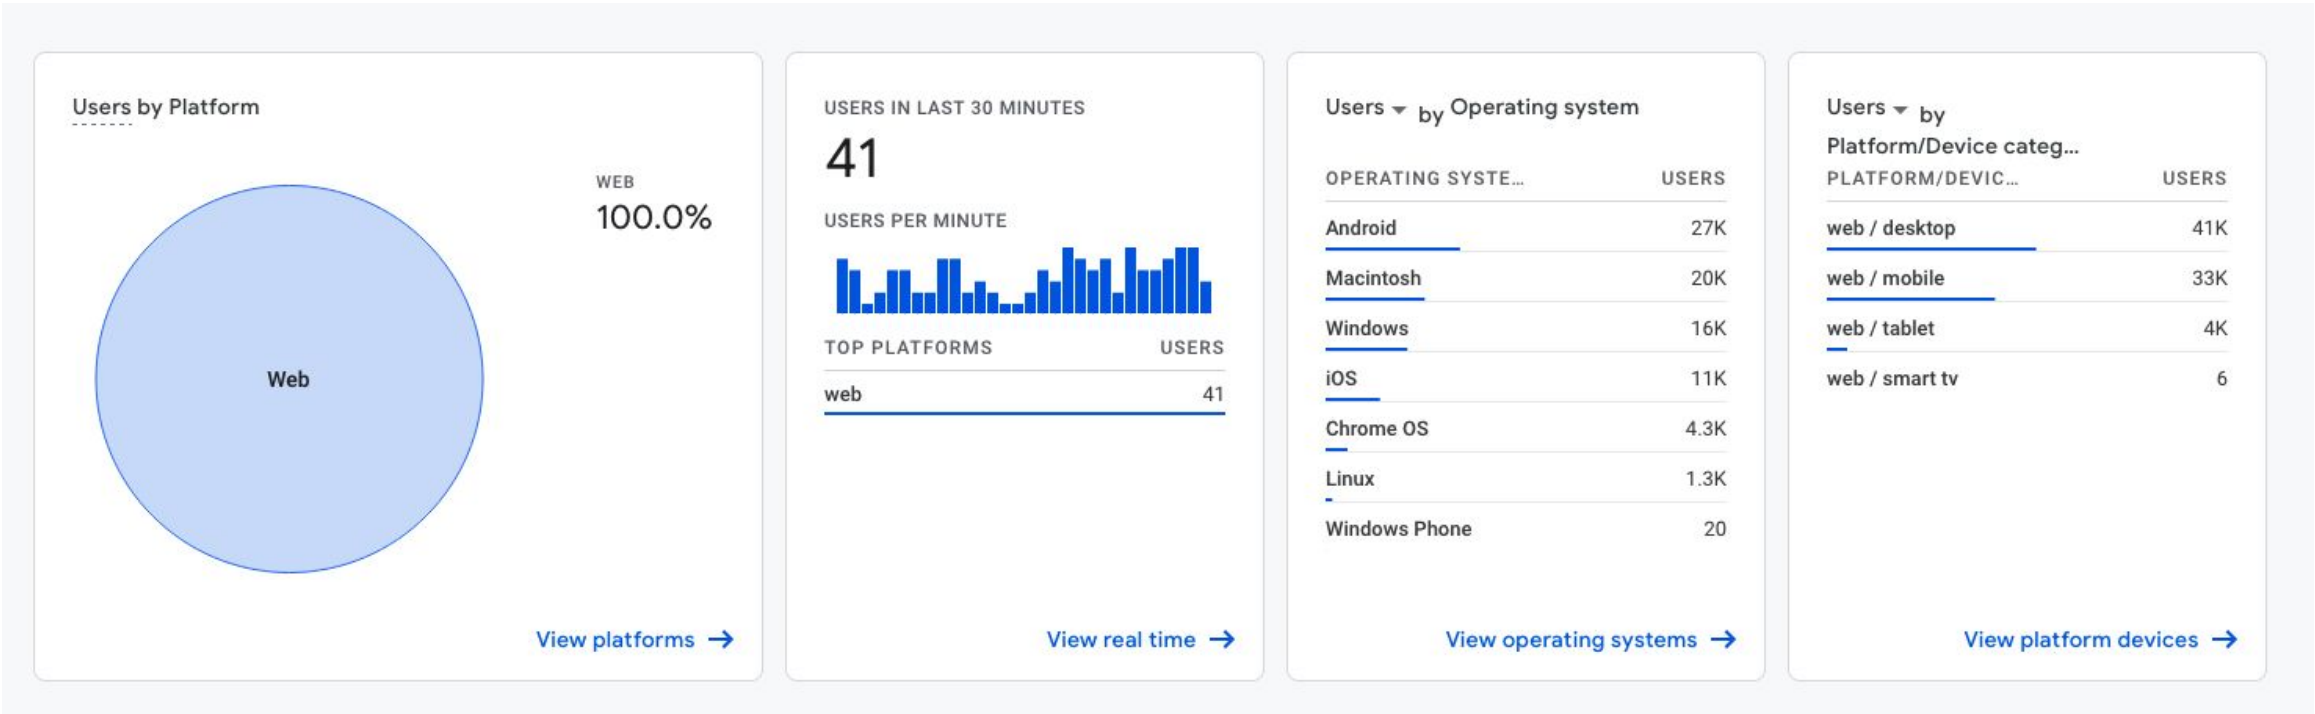 Users by Platform
WEB
100.0%
Web
View platforms
USERS IN LAST 30 MINUTES
41
USERS PER MINUTE
TOP PLATFORMS USERS
web 41
View real time
Users by Operating system
OPERATING SYSTE... USERS
Android 27K
Macintosh 20K
Windows 16K
iOS 11K
Chrome OS 4.3K
Linux 1.3K
Windows Phone 20
View operating systems
Users by
Platform/Device categ...
PLATFORM/DEVIC... USERS
web / desktop 41K
web / mobile 33K
web / tablet 4K
web / smart tv 6
View platform devices